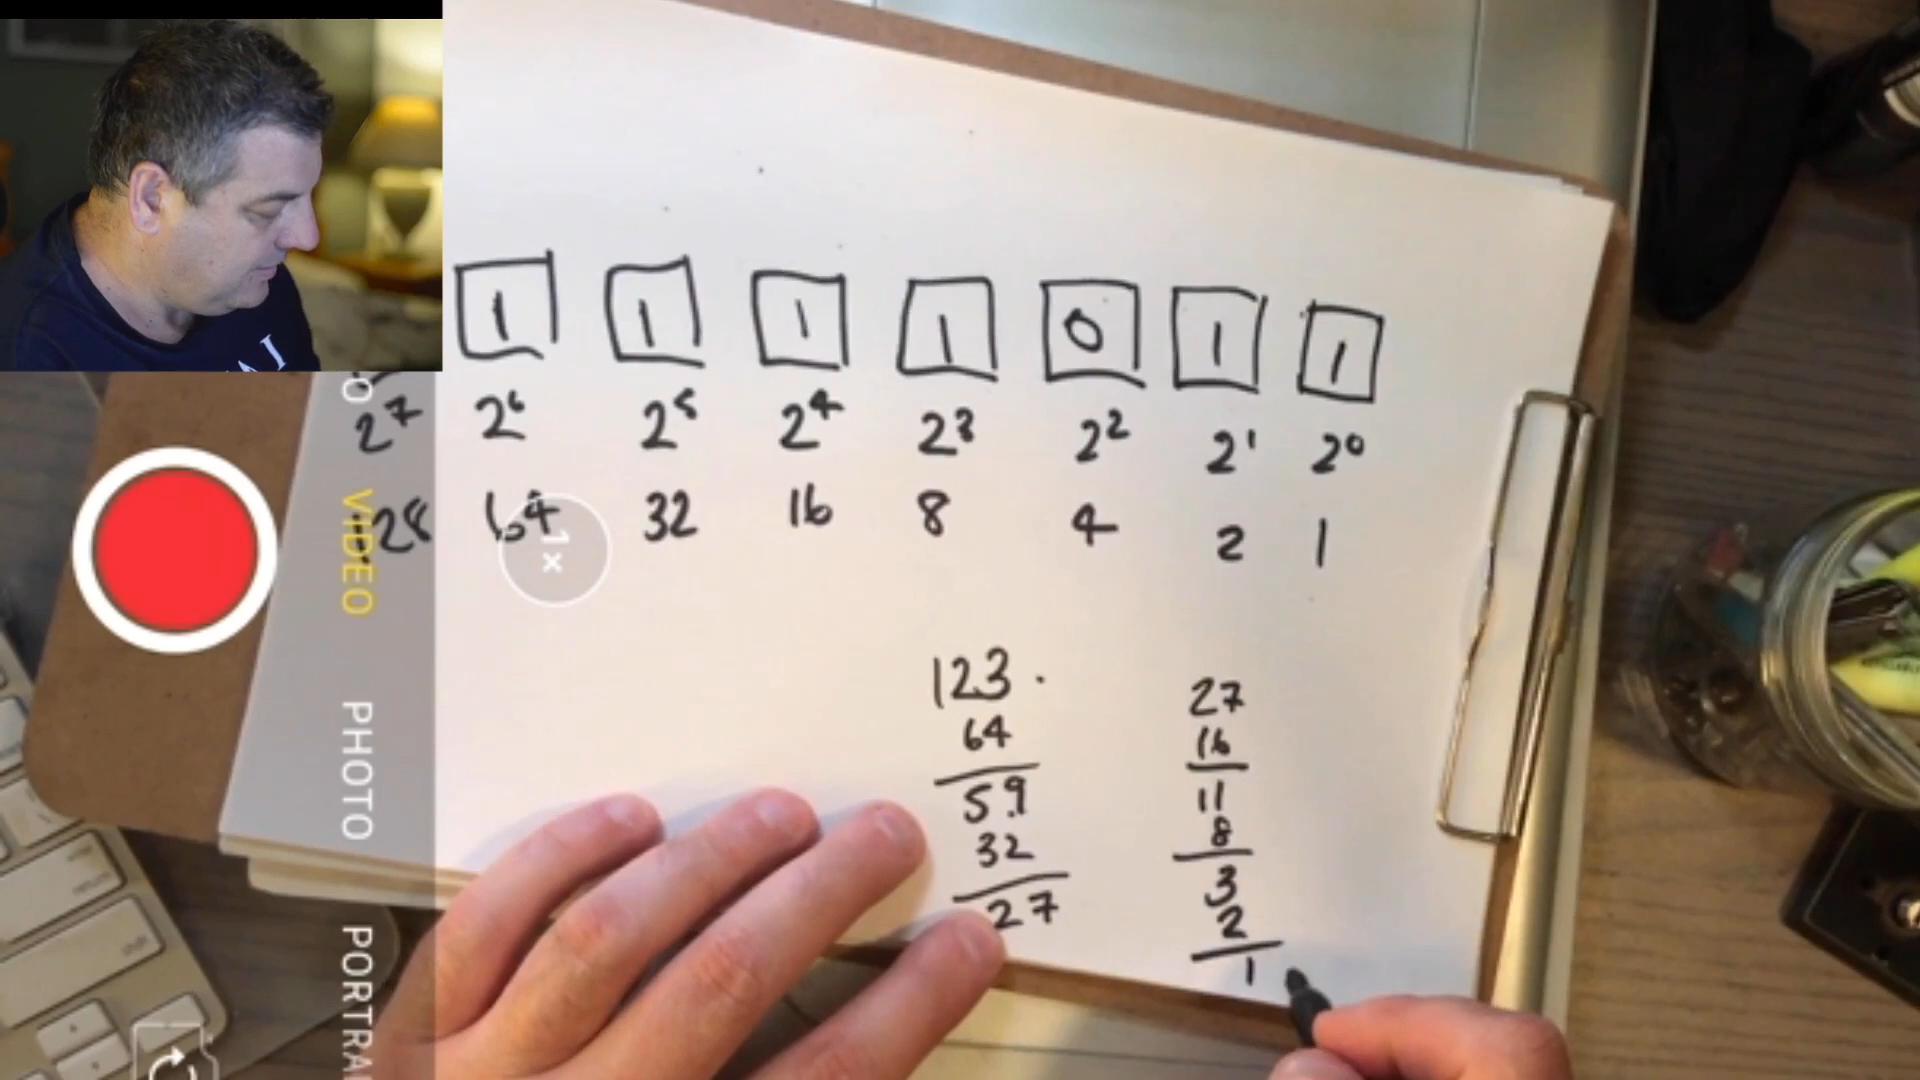 1 1 1 1 0 1 1
2⁷ 2⁶ 2⁵ 2⁴ 2³ 2² 2¹ 2⁰
128 64 32 16 8 4 2 1
123.
64
59
32
27
27
16
11
8
3
2
1
VIDEO
PHOTO
1×